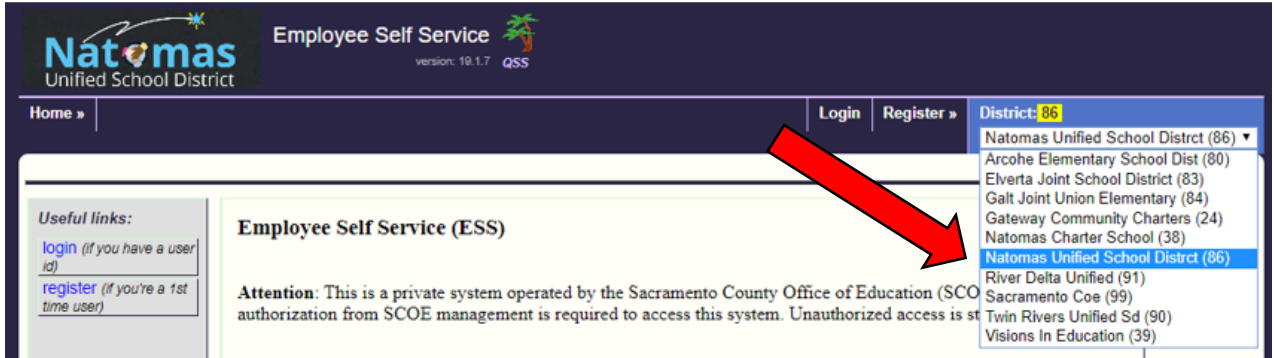 Natomas
Unified School District
Employee Self Service
version: 19.1.7 QSS
Home »
Login
Register »
District: 86
Natomas Unified School Distrct (86) ▼
Arcohe Elementary School Dist (80)
Elverta Joint School District (83)
Galt Joint Union Elementary (84)
Gateway Community Charters (24)
Natomas Charter School (38)
Natomas Unified School Distrct (86)
River Delta Unified (91)
Sacramento Coe (99)
Twin Rivers Unified Sd (90)
Visions In Education (39)
Useful links:
login (if you have a user
id)
register (if you're a 1st
time user)
Employee Self Service (ESS)
Attention: This is a private system operated by the Sacramento County Office of Education (SCO
authorization from SCOE management is required to access this system. Unauthorized access is st